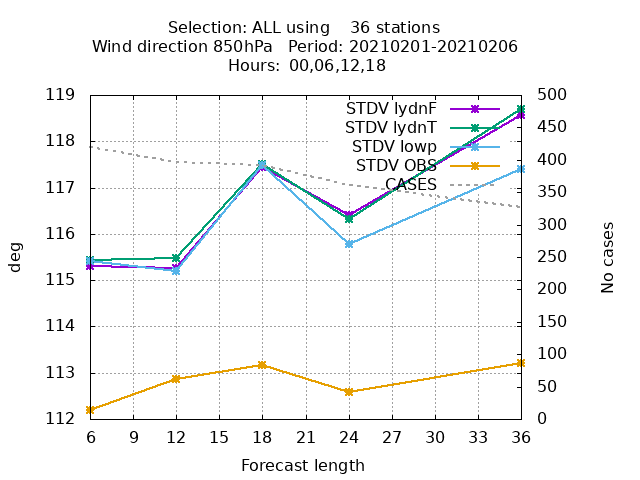 Selection: ALL using 36 stations
Wind direction 850hPa Period: 20210201-20210206
Hours: 00,06,12,18
119
118
117
116
115
114
113
112
deg
500
450
400
350
300
250
200
150
100
50
0
No cases
STDV lydnF
STDV lydnT
STDV lowp
STDV OBS
CASES
6 9 12 15 18 21 24 27 30 33 36
Forecast length